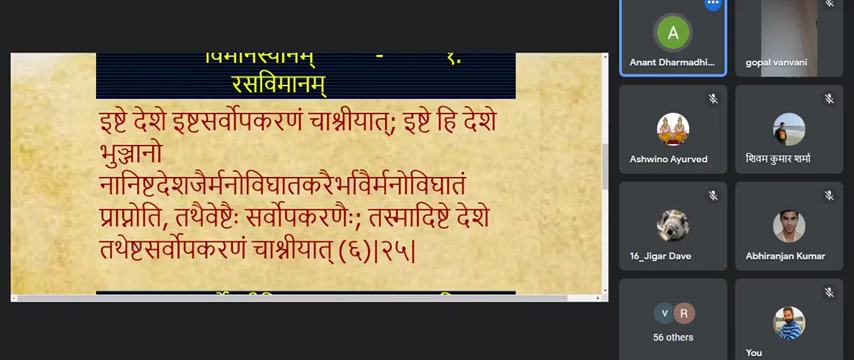 विमानस्थानम् - १.
रसविमानम्
इष्टे देशे इष्टसर्वोपकरणं चाश्नीयात्; इष्टे हि देशे
भुञ्जानो
नानिष्टदेशजैर्मनोविघातकरैर्भावैर्मनोविघातं
प्राप्नोति, तथैवेष्टैः सर्वोपकरणैः; तस्मादिष्टे देशे
तथेष्टसर्वोपकरणं चाश्नीयात् (६)|२५|
A
Anant Dharmadhi...
gopal vanvani
Ashwino Ayurved
शिवम कुमार शर्मा
16_Jigar Dave
Abhiranjan Kumar
V R
56 others
You